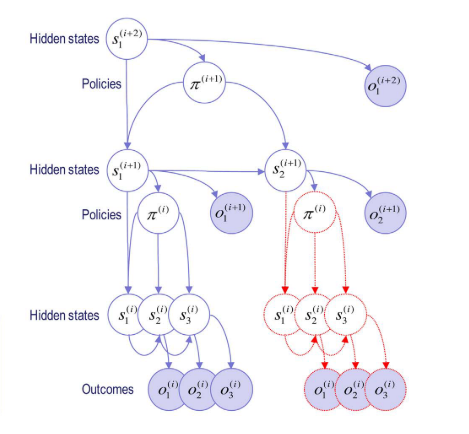 Hidden states s₁⁽ⁱ⁺²⁾
Policies π⁽ⁱ⁺¹⁾ o₁⁽ⁱ⁺²⁾
Hidden states s₁⁽ⁱ⁺¹⁾ s₂⁽ⁱ⁺¹⁾
Policies π⁽ⁱ⁾ o₁⁽ⁱ⁺¹⁾ π⁽ⁱ⁾ o₂⁽ⁱ⁺¹⁾
Hidden states s₁⁽ⁱ⁾ s₂⁽ⁱ⁾ s₃⁽ⁱ⁾ s₁⁽ⁱ⁾ s₂⁽ⁱ⁾ s₃⁽ⁱ⁾
Outcomes o₁⁽ⁱ⁾ o₂⁽ⁱ⁾ o₃⁽ⁱ⁾ o₁⁽ⁱ⁾ o₂⁽ⁱ⁾ o₃⁽ⁱ⁾